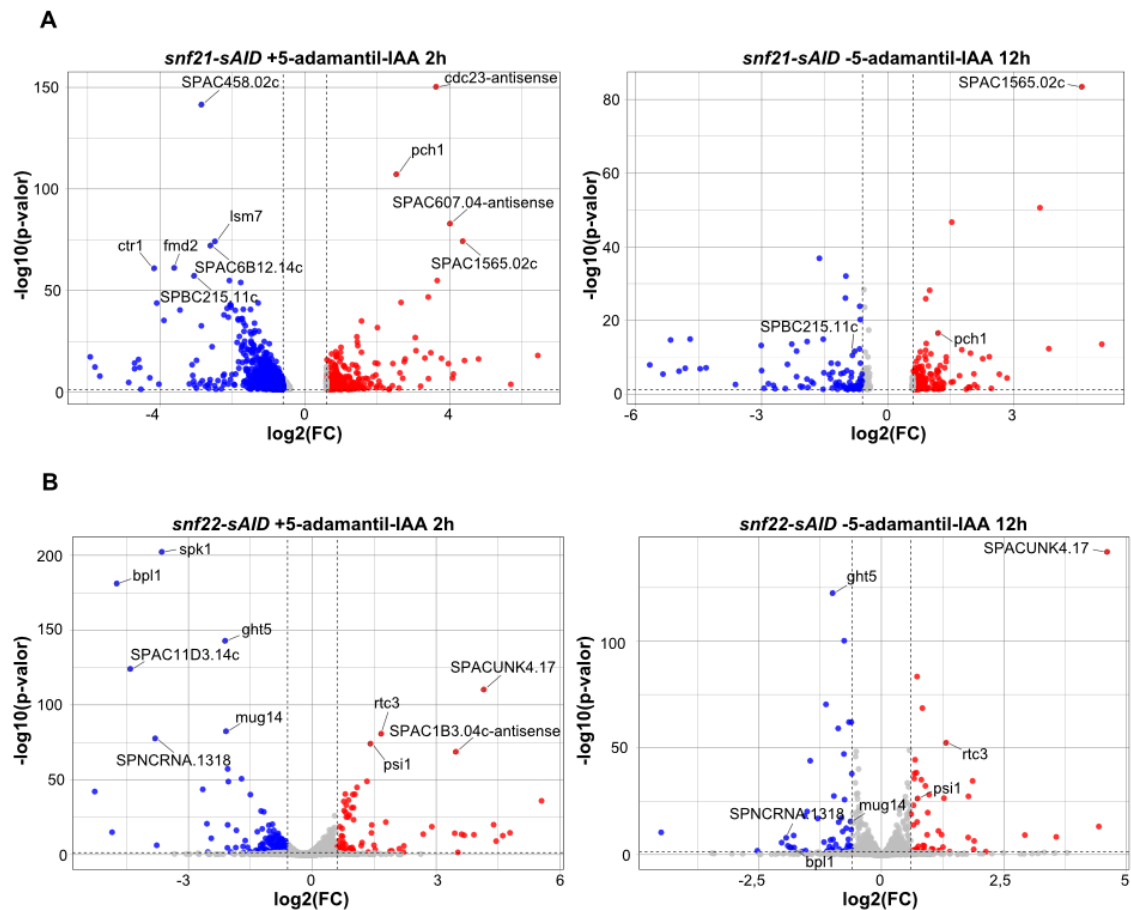 A
snf21-sAID +5-adamantil-IAA 2h
SPAC458.02c
cdc23-antisense
pch1
SPAC607.04-antisense
lsm7
ctr1
fmd2
SPAC6B12.14c
SPAC1565.02c
SPBC215.11c
-log10(p-valor)
150
100
50
0
-4
0
4
log2(FC)
snf21-sAID -5-adamantil-IAA 12h
SPAC1565.02c
SPBC215.11c
pch1
-log10(p-valor)
80
60
40
20
0
-6
-3
0
3
log2(FC)
B
snf22-sAID +5-adamantil-IAA 2h
spk1
bpl1
ght5
SPAC11D3.14c
SPACUNK4.17
mug14
rtc3
SPAC1B3.04c-antisense
SPNCRNA.1318
psi1
-log10(p-valor)
200
150
100
50
0
-3
0
3
6
log2(FC)
snf22-sAID -5-adamantil-IAA 12h
SPACUNK4.17
ght5
rtc3
psi1
SPNCRNA.1318
mug14
bpl1
-log10(p-valor)
100
50
0
-2,5
0
2,5
5
log2(FC)